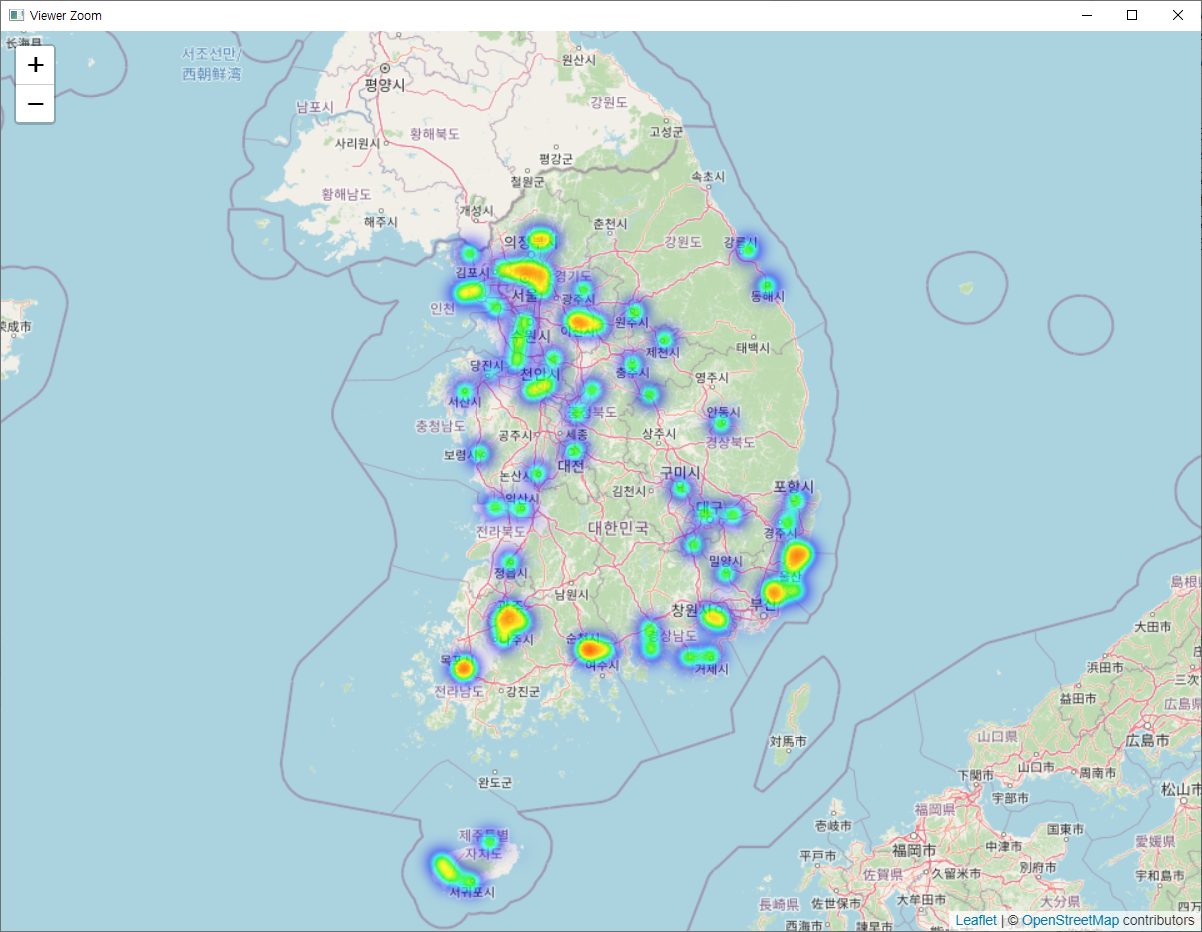 Viewer Zoom
长海县
+
−
서조선만/
西朝鲜湾
평양시
원산시
남포시
강원도
황해북도
고성군
사리원시
평강군
철원군
속초시
황해남도
개성시
해주시
춘천시
강원도
강릉시
김포시
경기도
동해시
인천
서울
광주시
원주시
荣成市
수원시
제천시
태백시
당진시
천안시
충주시
영주시
서산시
충청남도
안동시
공주시
세종
상주시
경상북도
보령시
대전
논산시
구미시
김천시
포항시
익산시
대구
전라북도
대한민국
경주시
정읍시
밀양시
울산
남원시
광주
창원시
부산
나주시
순천시
경상남도
목포시
여수시
거제시
전라남도
강진군
対馬市
완도군
제주특별
자치도
서귀포시
島根県
大田市
浜田市
益田市
三次市
広島県
山口県
広島市
山口市
下関市
周南市
宇部市
松山市
福岡県
壱岐市
国東市
愛媛県
福岡市
中津市
平戸市
別府市
佐賀県
久留米市
宇和島市
長崎県
佐世保市
大牟田市
大分県
西海市
諫早市
Leaflet | © OpenStreetMap contributors